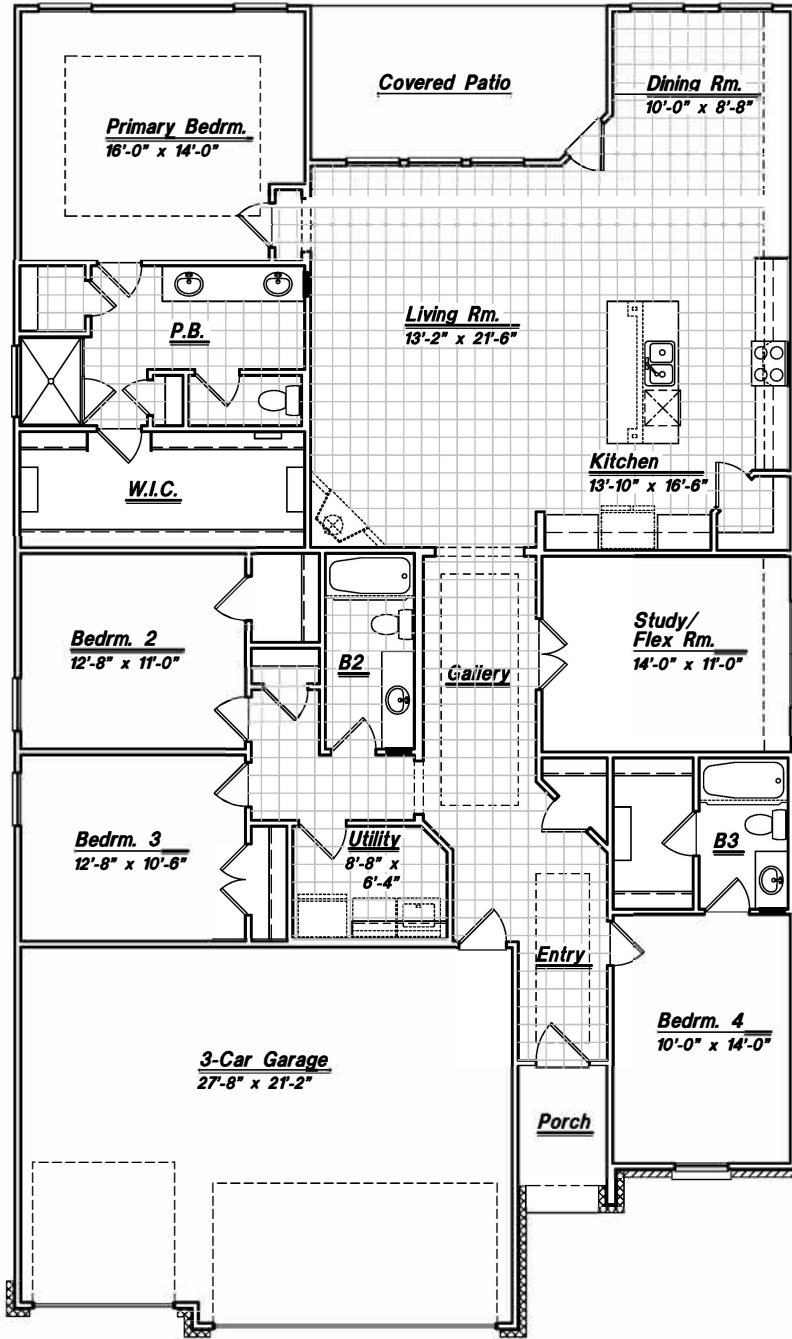 Covered Patio
Dining Rm.
10'-0" x 8'-8"
Primary Bedrm.
16'-0" x 14'-0"
P.B.
Living Rm.
13'-2" x 21'-6"
Kitchen
13'-10" x 16'-6"
W.I.C.
Bedrm. 2
12'-8" x 11'-0"
B2
Gallery
Study/
Flex Rm.
14'-0" x 11'-0"
Bedrm. 3
12'-8" x 10'-6"
Utility
8'-8" x
6'-4"
B3
Entry
Bedrm. 4
10'-0" x 14'-0"
3-Car Garage
27'-8" x 21'-2"
Porch